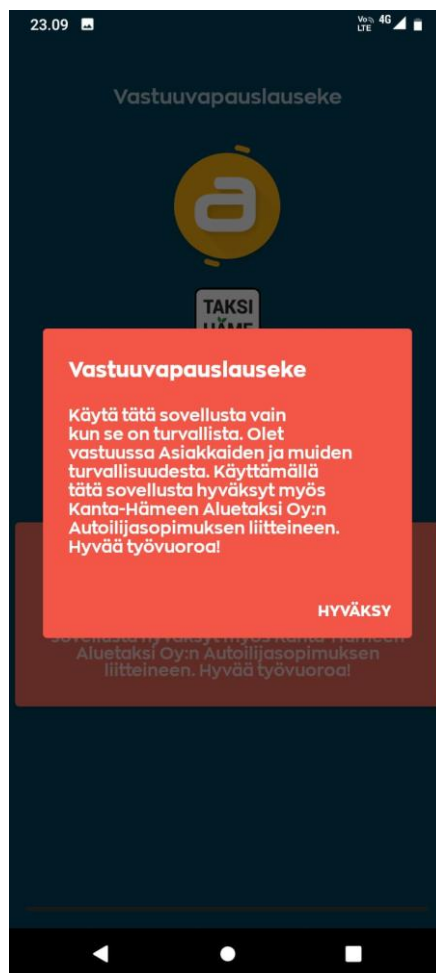 23.09
Vo))
LTE
4G
Vastuuvapauslauseke
a
TAKSI
HÄME
Vastuuvapauslauseke
Käytä tätä sovellusta vain
kun se on turvallista. Olet
vastuussa Asiakkaiden ja muiden
turvallisuudesta. Käyttämällä
tätä sovellusta hyväksyt myös
Kanta-Hämeen Aluetaksi Oy:n
Autoilijasopimuksen liitteineen.
Hyvää työvuoroa!
HYVÄKSY
sovellusta hyväksyt myös Kanta-Hämeen
Aluetaksi Oy:n Autoilijasopimuksen
liitteineen. Hyvää työvuoroa!